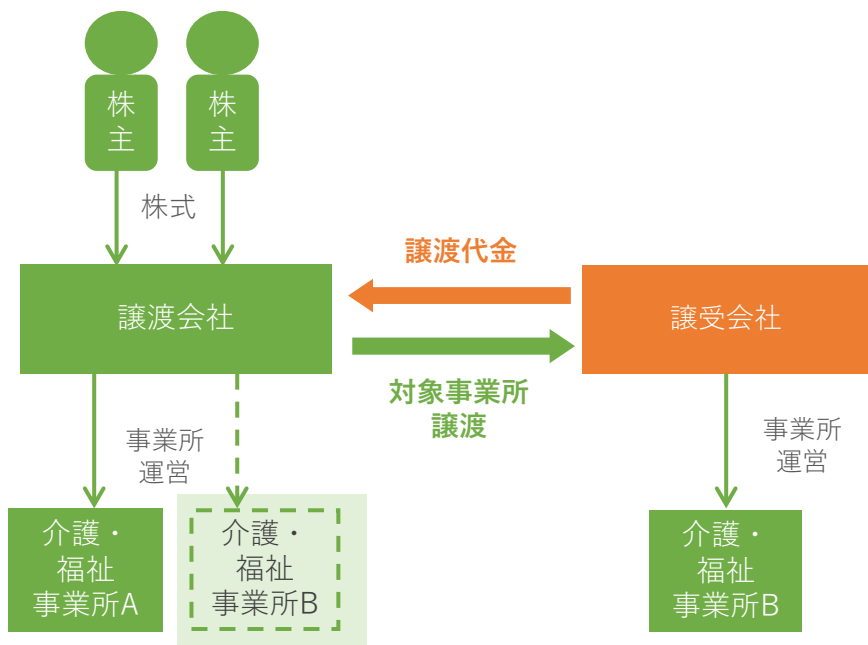 株
主
株
主
株式
譲渡代金
譲渡会社
譲受会社
対象事業所
譲渡
事業所
運営
事業所
運営
介護・
福祉
事業所A
介護・
福祉
事業所B
介護・
福祉
事業所B